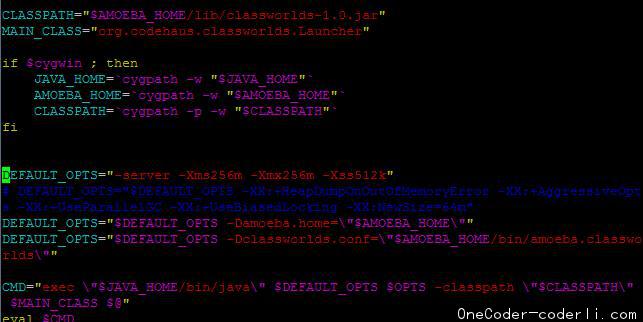 CLASSPATH="$AMOEBA_HOME/lib/classworlds-1.0.jar"
MAIN_CLASS="org.codehaus.classworlds.Launcher"
if $cygwin ; then
    JAVA_HOME=`cygpath -w "$JAVA_HOME"`
    AMOEBA_HOME=`cygpath -w "$AMOEBA_HOME"`
    CLASSPATH=`cygpath -p -w "$CLASSPATH"`
fi
DEFAULT_OPTS="-server -Xms256m -Xmx256m -Xss512k"
# DEFAULT_OPTS="$DEFAULT_OPTS -XX:+HeapDumpOnOutOfMemoryError -XX:+AggressiveOpt
s -XX:+UseParallelGC -XX:+UseBiasedLocking -XX:NewSize=64m"
DEFAULT_OPTS="$DEFAULT_OPTS -Damoeba.home=\"$AMOEBA_HOME\""
DEFAULT_OPTS="$DEFAULT_OPTS -Dclassworlds.conf=\"$AMOEBA_HOME/bin/amoeba.classwo
rlds\""
CMD="exec \"$JAVA_HOME/bin/java\" $DEFAULT_OPTS $OPTS -classpath \"$CLASSPATH\"
 $MAIN_CLASS $@"
eval $CMD
OneCoder-coderli.com